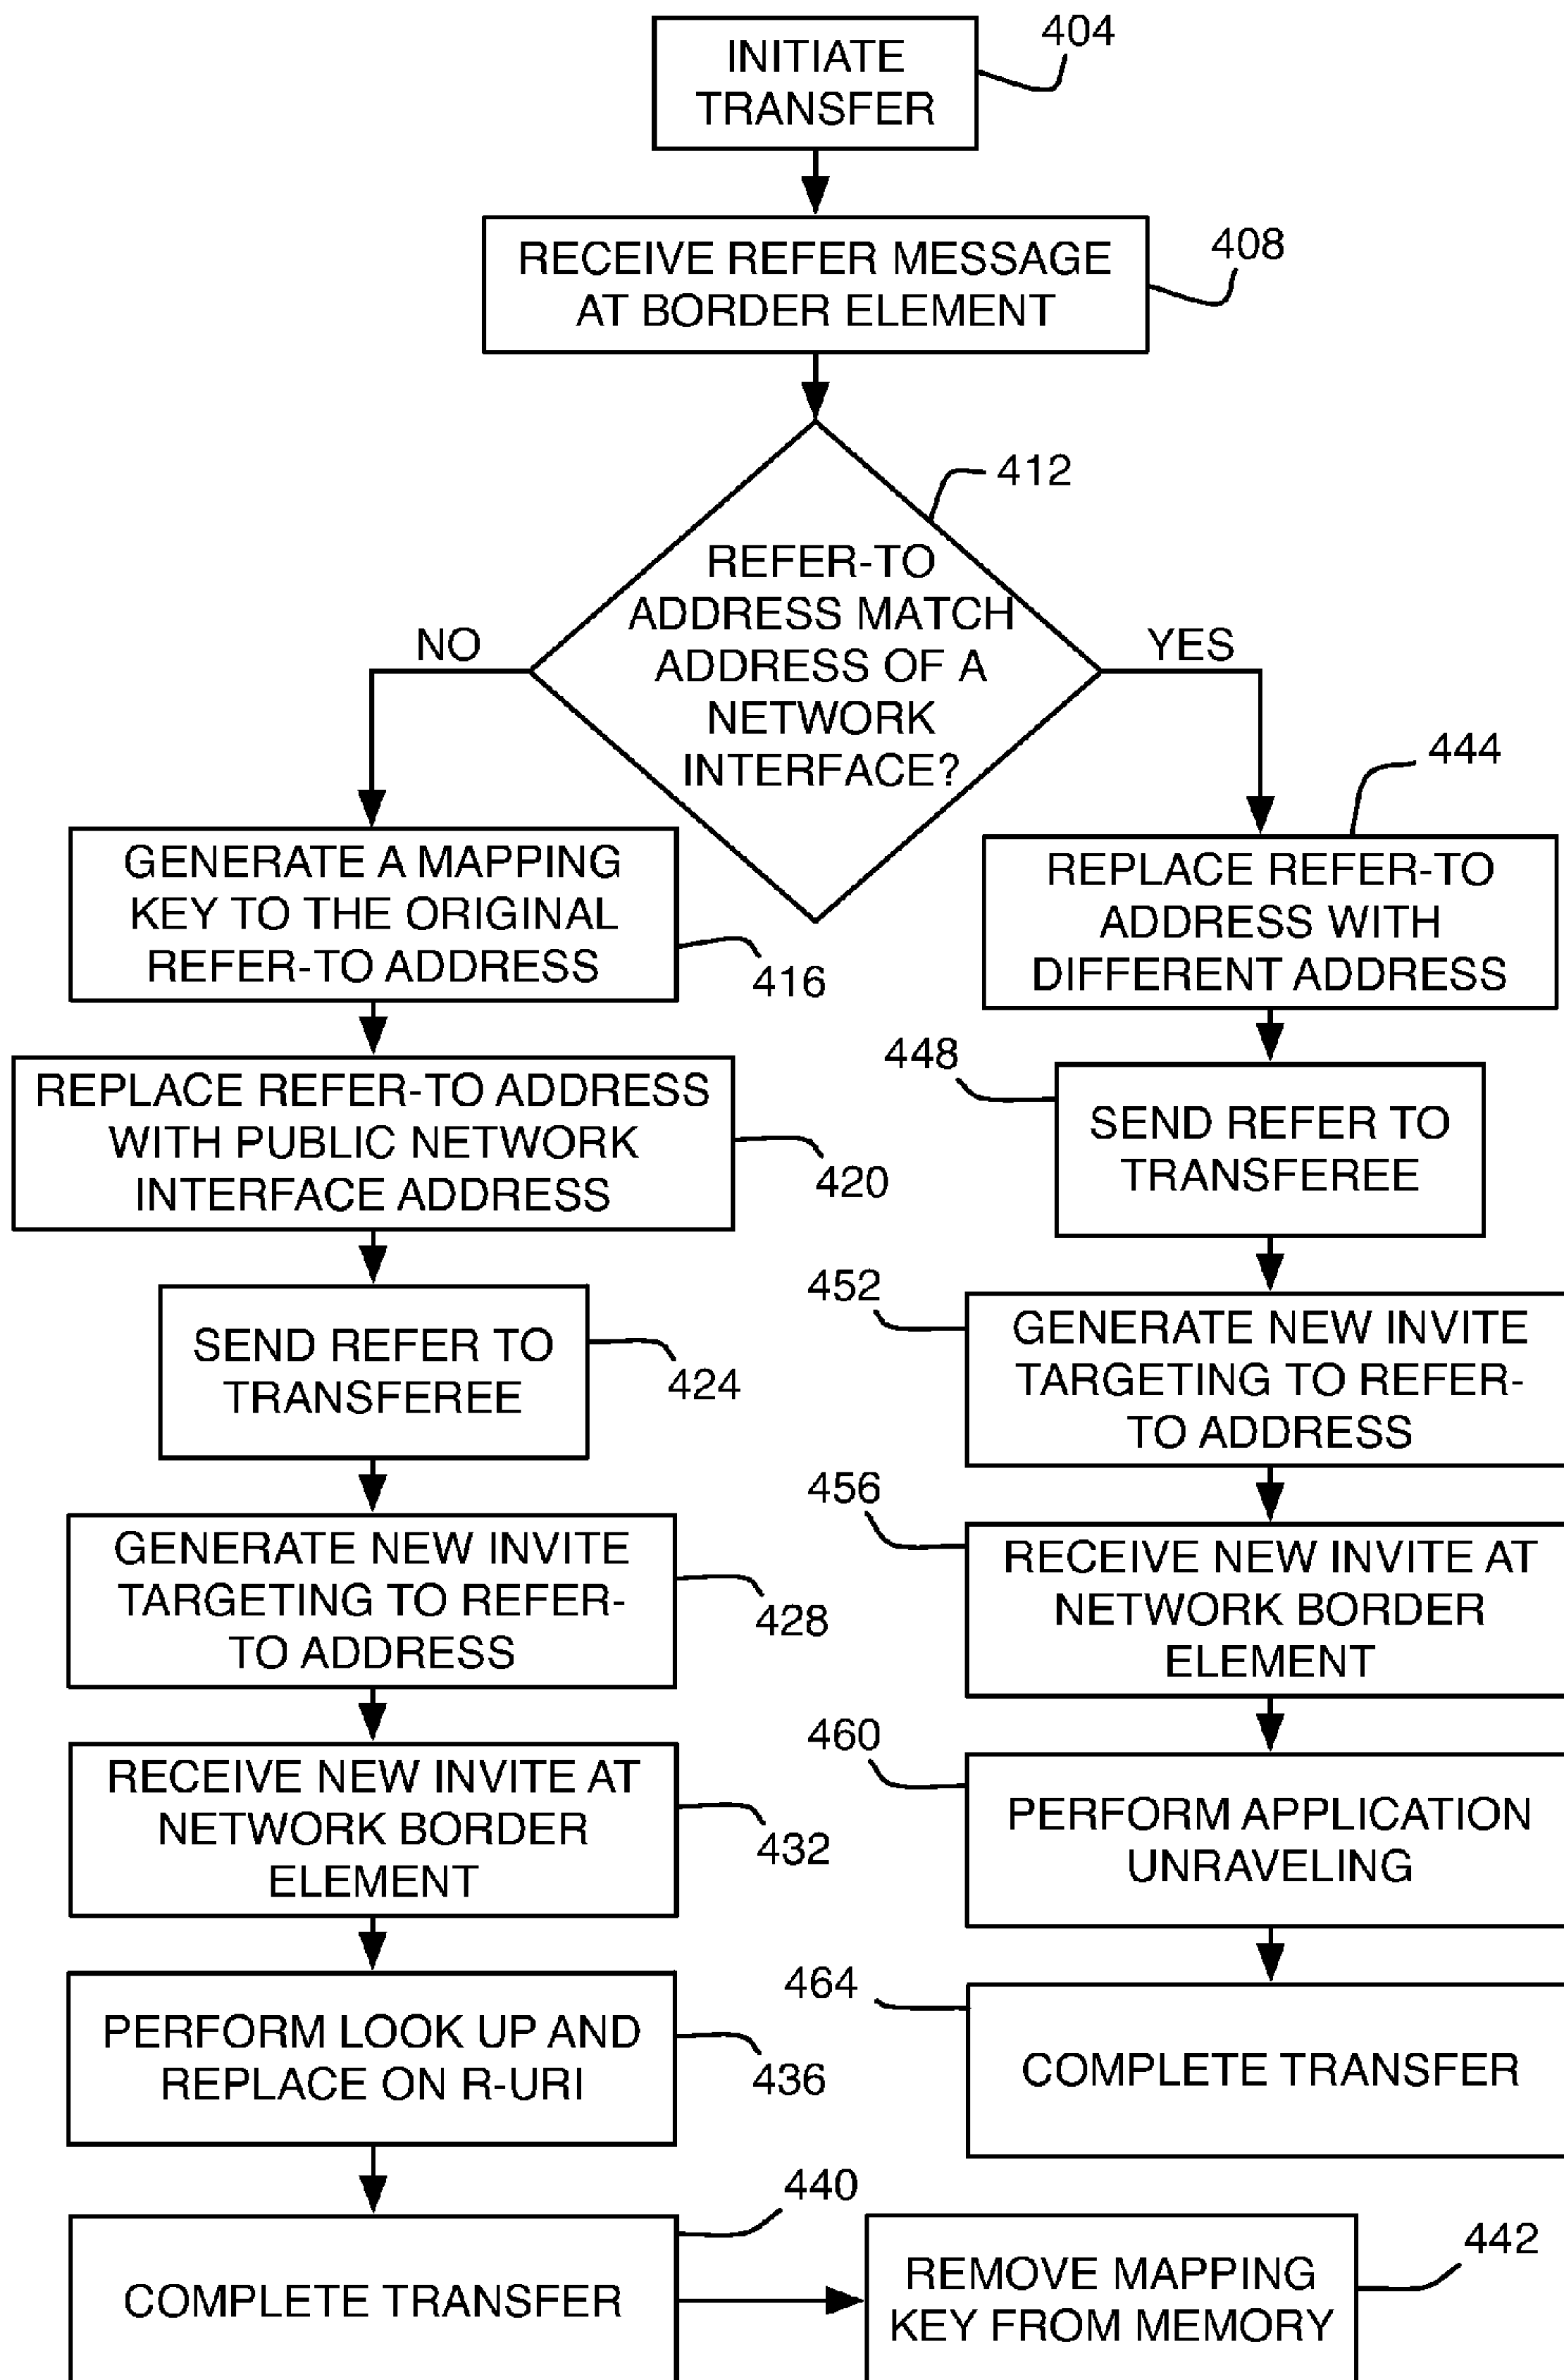 INITIATE
TRANSFER
404
RECEIVE REFER MESSAGE
AT BORDER ELEMENT
408
412
REFER-TO
ADDRESS MATCH
ADDRESS OF A
NETWORK
INTERFACE?
NO
YES
GENERATE A MAPPING
KEY TO THE ORIGINAL
REFER-TO ADDRESS
416
REPLACE REFER-TO ADDRESS
WITH PUBLIC NETWORK
INTERFACE ADDRESS
420
SEND REFER TO
TRANSFEREE
424
GENERATE NEW INVITE
TARGETING TO REFER-
TO ADDRESS
428
RECEIVE NEW INVITE AT
NETWORK BORDER
ELEMENT
432
PERFORM LOOK UP AND
REPLACE ON R-URI
436
COMPLETE TRANSFER
440
REMOVE MAPPING
KEY FROM MEMORY
442
444
REPLACE REFER-TO
ADDRESS WITH
DIFFERENT ADDRESS
448
SEND REFER TO
TRANSFEREE
452
GENERATE NEW INVITE
TARGETING TO REFER-
TO ADDRESS
456
RECEIVE NEW INVITE AT
NETWORK BORDER
ELEMENT
460
PERFORM APPLICATION
UNRAVELING
464
COMPLETE TRANSFER